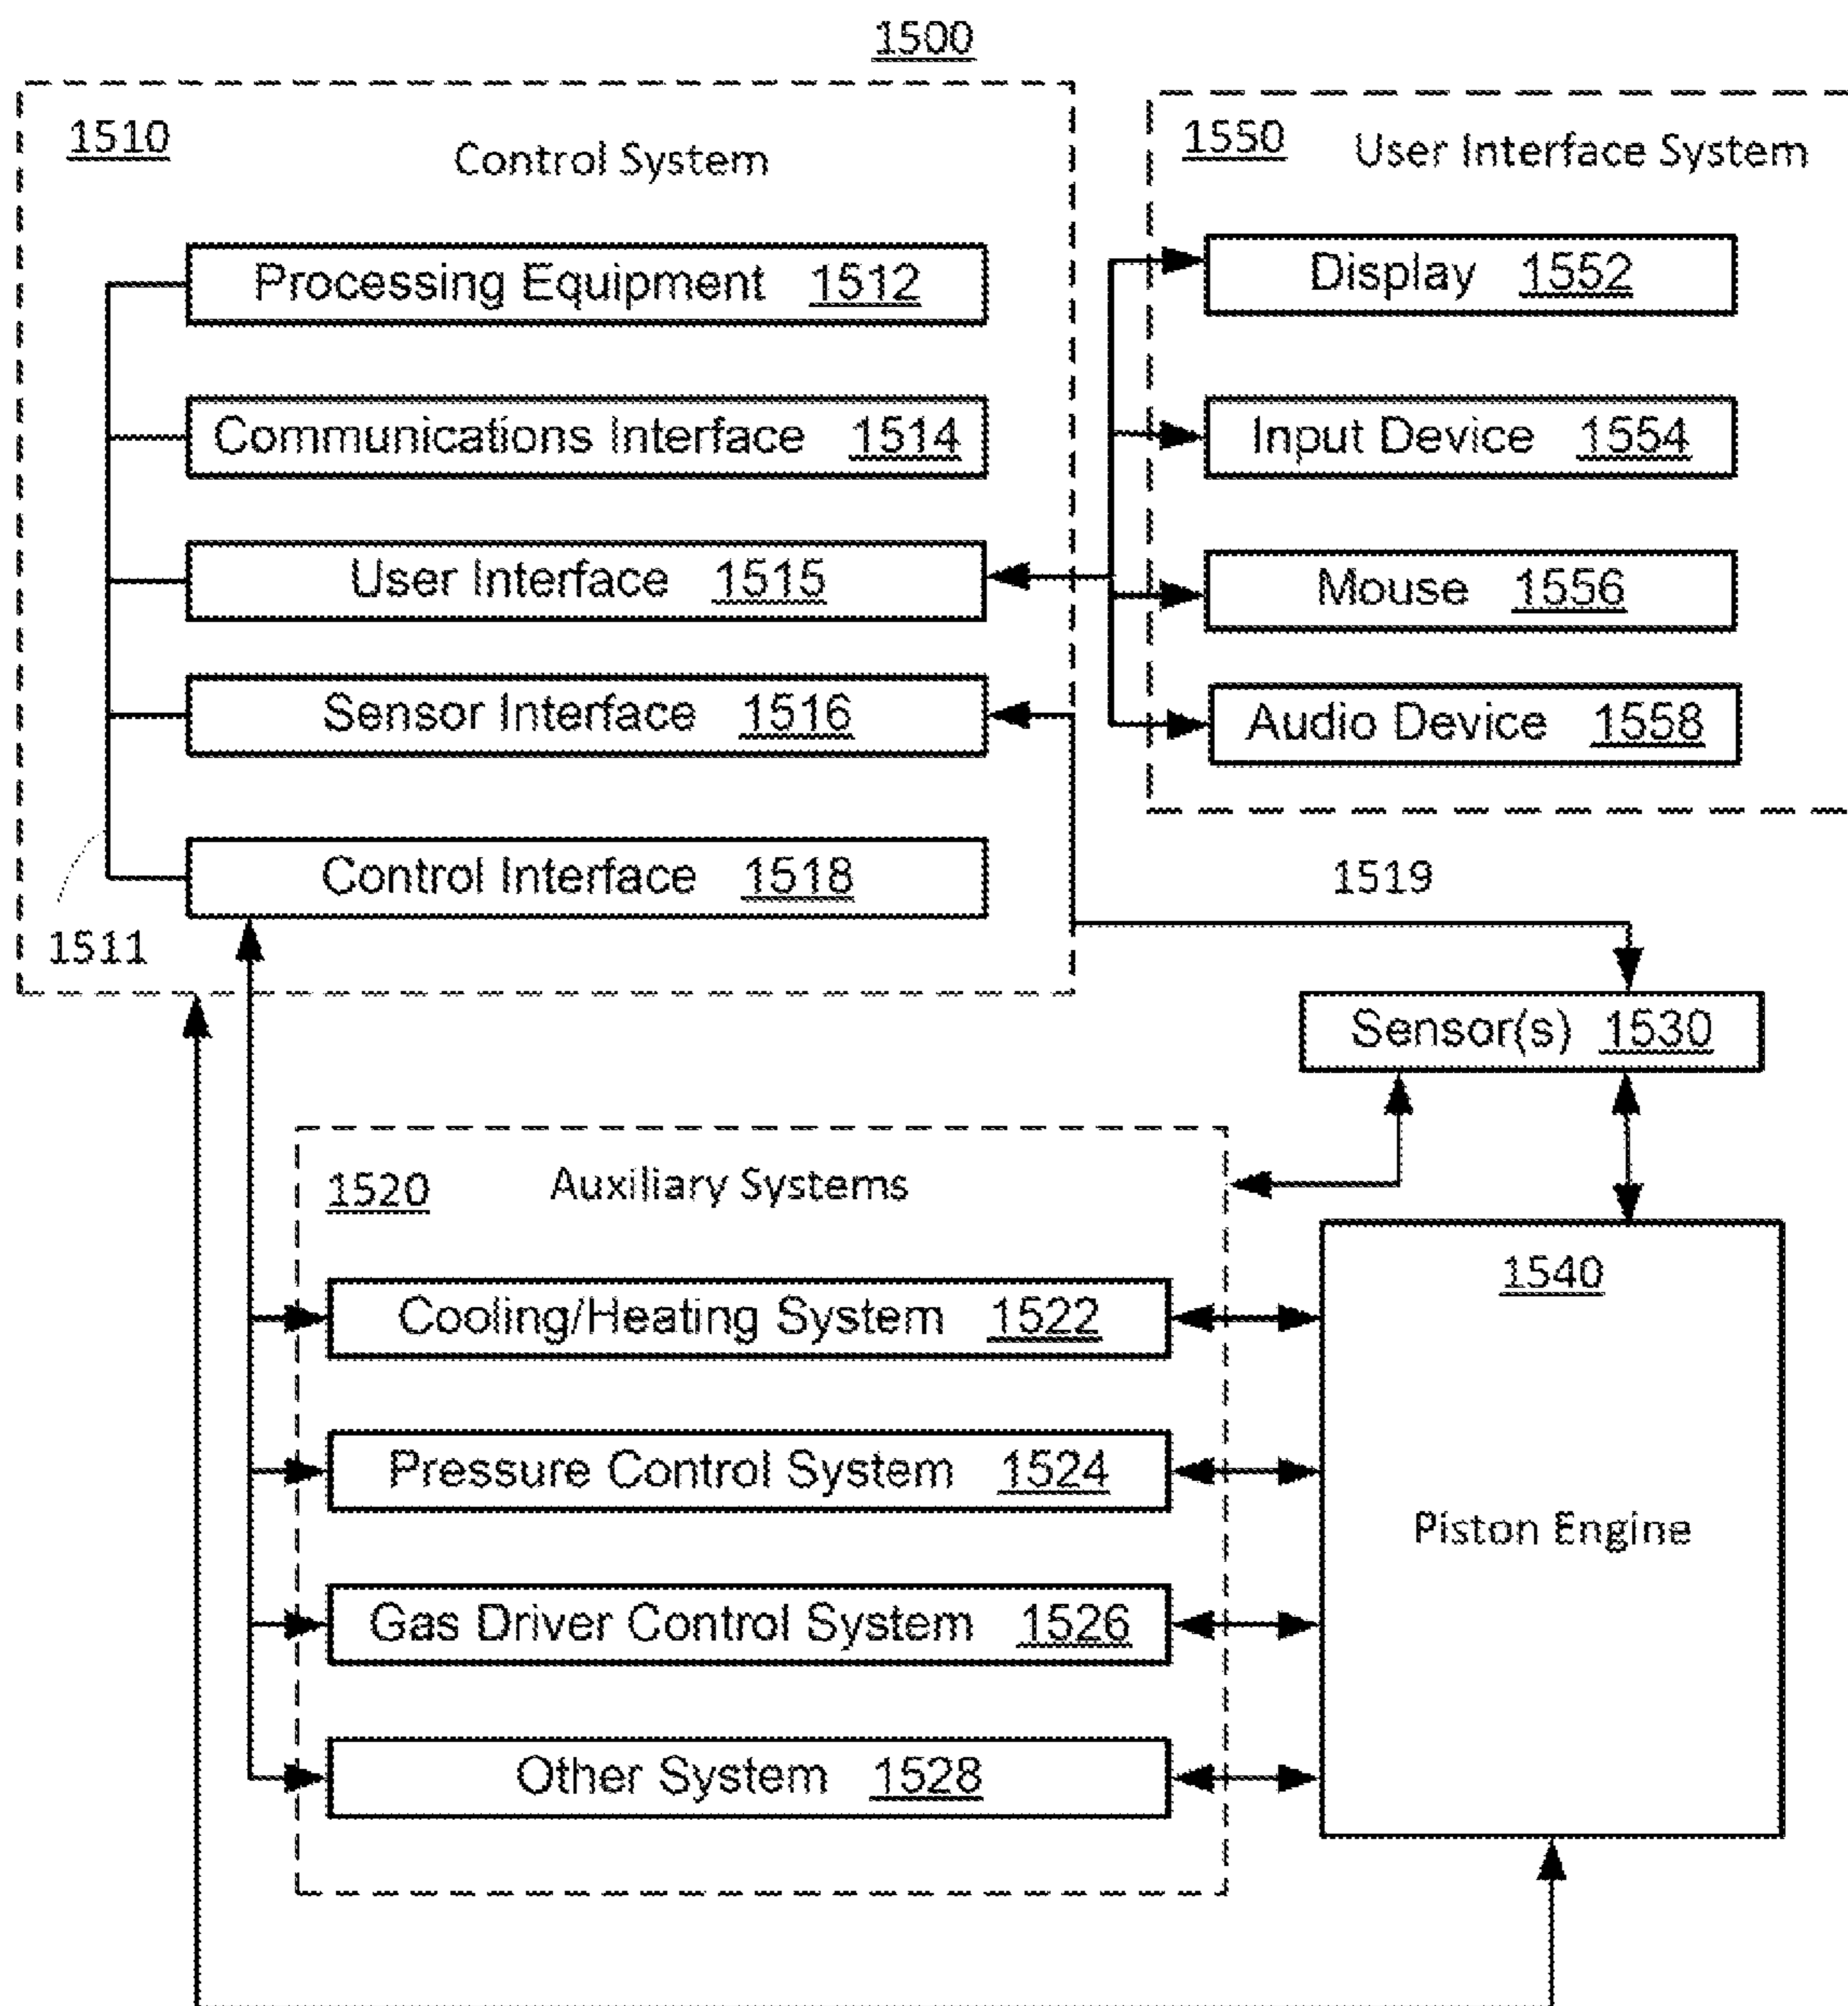 1500
1510 Control System
Processing Equipment 1512
Communications Interface 1514
User Interface 1515
Sensor Interface 1516
Control Interface 1518
1511
1550 User Interface System
Display 1552
Input Device 1554
Mouse 1556
Audio Device 1558
1519
Sensor(s) 1530
1520 Auxiliary Systems
Cooling/Heating System 1522
Pressure Control System 1524
Gas Driver Control System 1526
Other System 1528
1540
Piston Engine